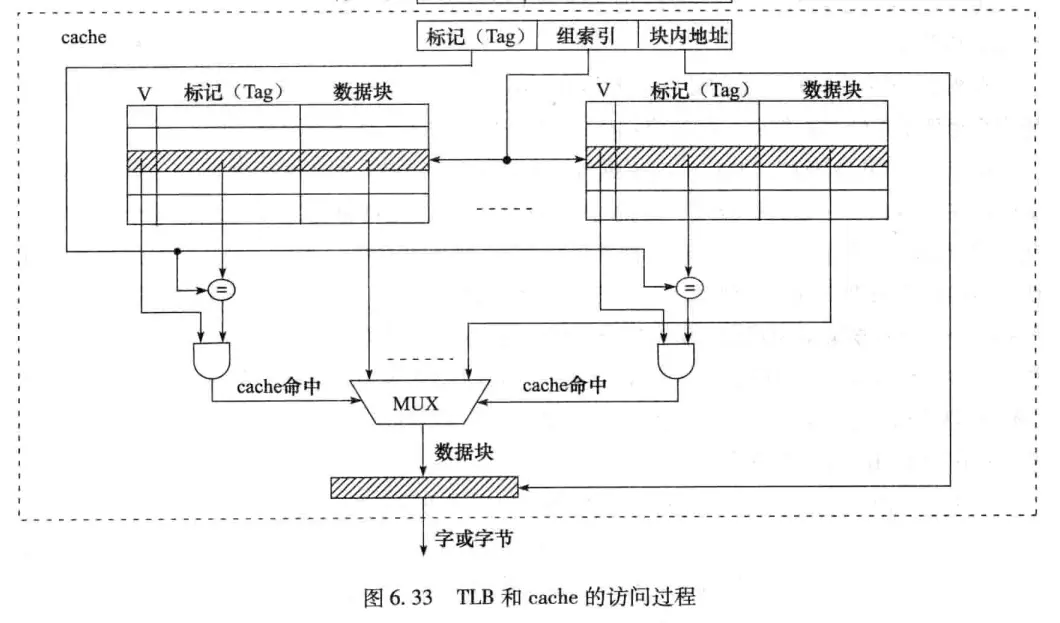 cache
标记（Tag） 组索引 块内地址
V 标记（Tag） 数据块
V 标记（Tag） 数据块
=
=
cache命中
cache命中
MUX
数据块
字或字节
图 6.33 TLB 和 cache 的访问过程